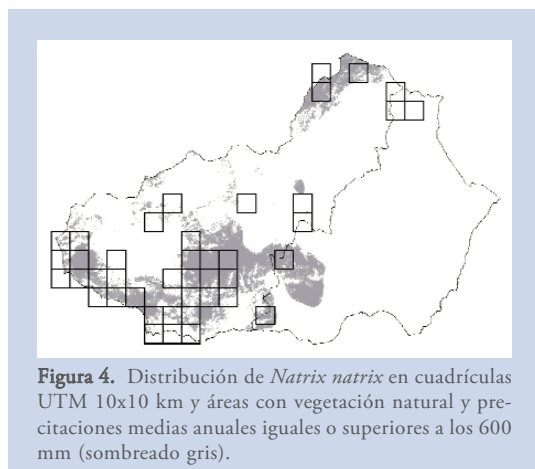 Figura 4. Distribución de Natrix natrix en cuadrículas
UTM 10x10 km y áreas con vegetación natural y pre-
citaciones medias anuales iguales o superiores a los 600
mm (sombreado gris).